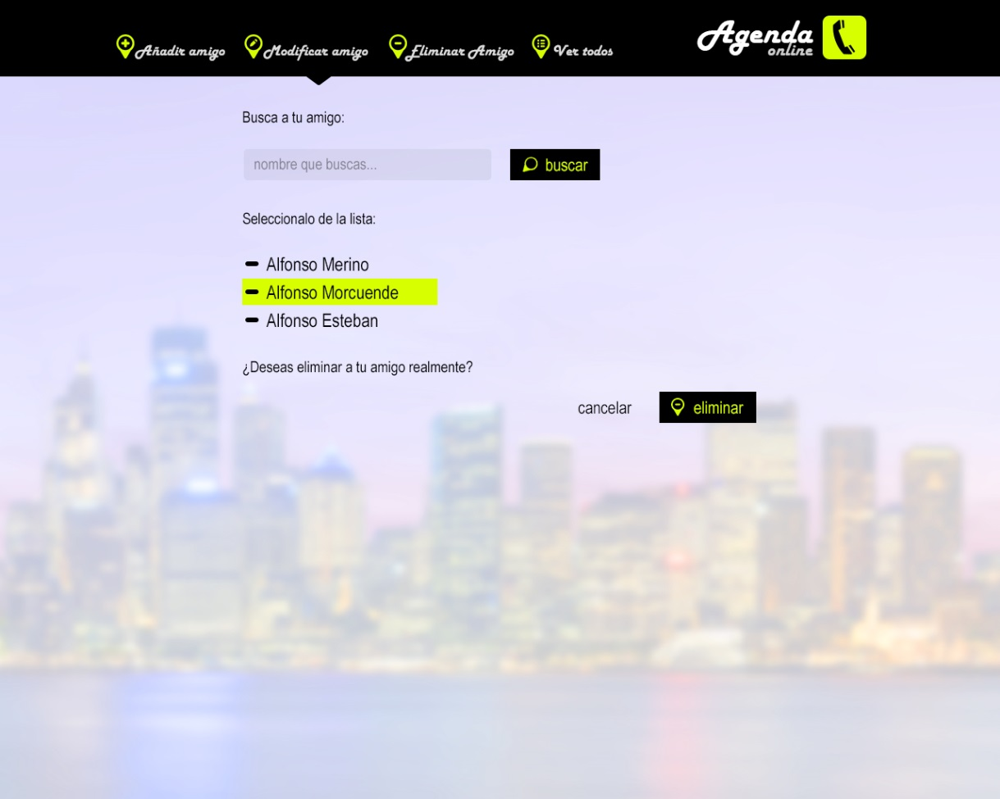 Añadir amigo Modificar amigo Eliminar Amigo Ver todos
Agenda
online
Busca a tu amigo:
nombre que buscas... buscar
Seleccionalo de la lista:
Alfonso Merino
Alfonso Morcuende
Alfonso Esteban
¿Deseas eliminar a tu amigo realmente?
cancelar eliminar